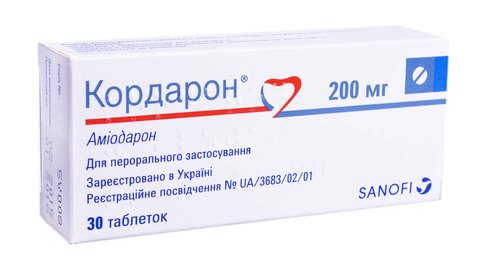 Кордарон® 200 мг
Аміодарон
Для перорального застосування
Зареєстровано в Україні
Реєстраційне посвідчення № UA/3683/02/01
30 таблеток
SANOFI